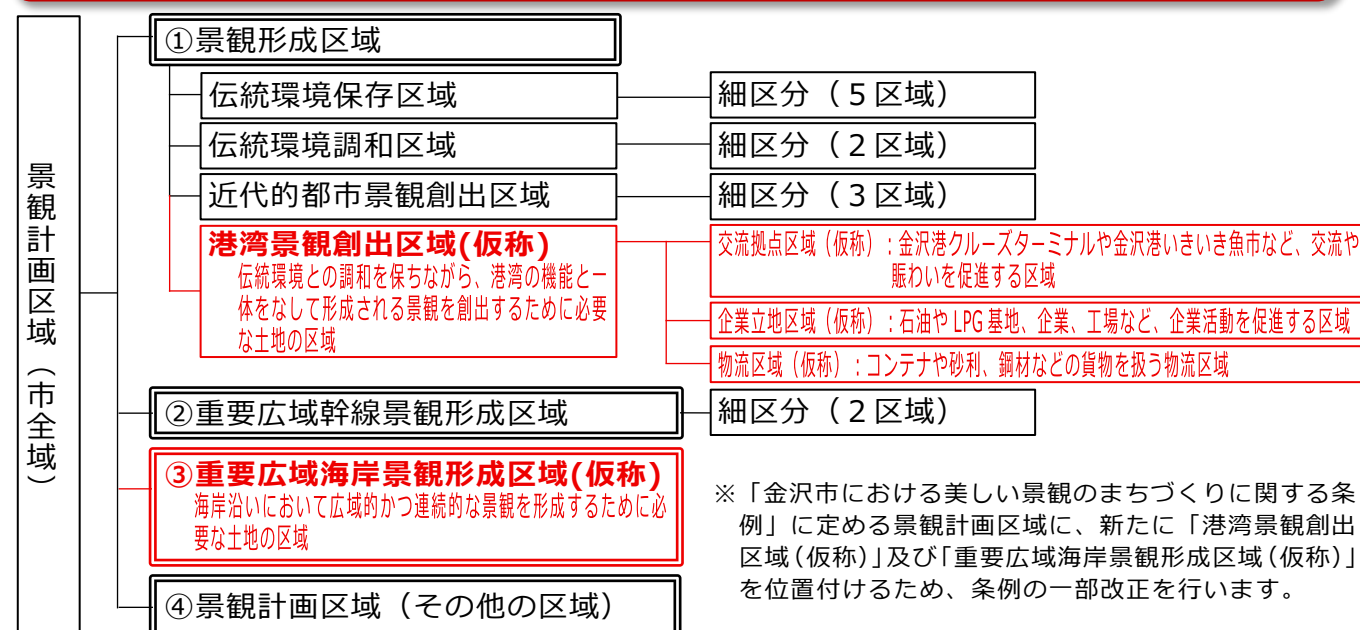 景観計画区域（市全域）
①景観形成区域
伝統環境保存区域
細区分（５区域）
伝統環境調和区域
細区分（２区域）
近代的都市景観創出区域
細区分（３区域）
港湾景観創出区域(仮称)
伝統環境との調和を保ちながら、港湾の機能と一
体をなして形成される景観を創出するために必要
な土地の区域
交流拠点区域（仮称）：金沢港クルーズターミナルや金沢港いきいき魚市など、交流や
賑わいを促進する区域
企業立地区域（仮称）：石油や LPG 基地、企業、工場など、企業活動を促進する区域
物流区域（仮称）：コンテナや砂利、鋼材などの貨物を扱う物流区域
②重要広域幹線景観形成区域
細区分（２区域）
③重要広域海岸景観形成区域(仮称)
海岸沿いにおいて広域的かつ連続的な景観を形成するために必
要な土地の区域
※「金沢市における美しい景観のまちづくりに関する条
例」に定める景観計画区域に、新たに「港湾景観創出
区域(仮称)」及び「重要広域海岸景観形成区域(仮称)」
を位置付けるため、条例の一部改正を行います。
④景観計画区域（その他の区域）